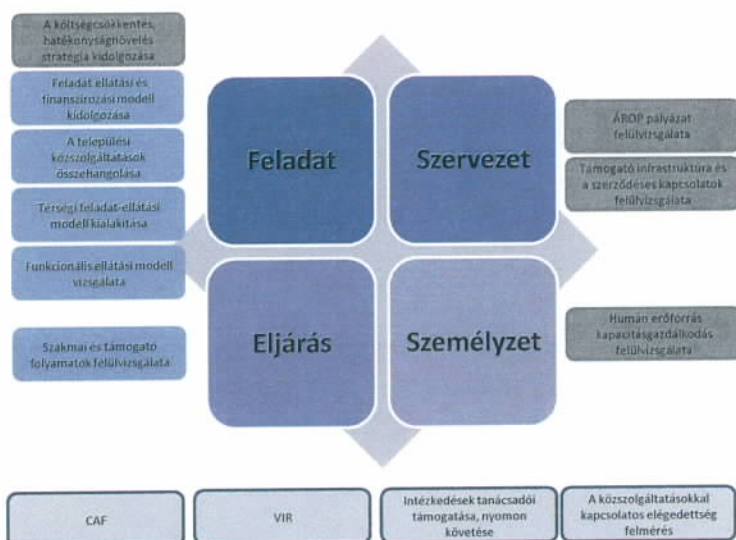 A költségcsökkentés,
hatékonyságnövelés
stratégia kidolgozása
Feladat ellátási és
finanszírozási modell
kidolgozása
A települési
közszolgáltatások
összehangolása
Térségi feladat-ellátási
modell kialakítása
Funkcionális ellátási modell
vizsgálata
Szakmai és támogató
folyamatok felülvizsgálata
Feladat
Szervezet
Eljárás
Személyzet
ÁROP pályázat
felülvizsgálata
Támogató infrastruktúra és
a szerződéses kapcsolatok
felülvizsgálata
Humán erőforrás
kapacitásgazdálkodás
felülvizsgálata
CAF
VIR
Intézkedések tanácsadói
támogatása, nyomon
követése
A közszolgáltatásokkal
kapcsolatos elégedettség
felmérés